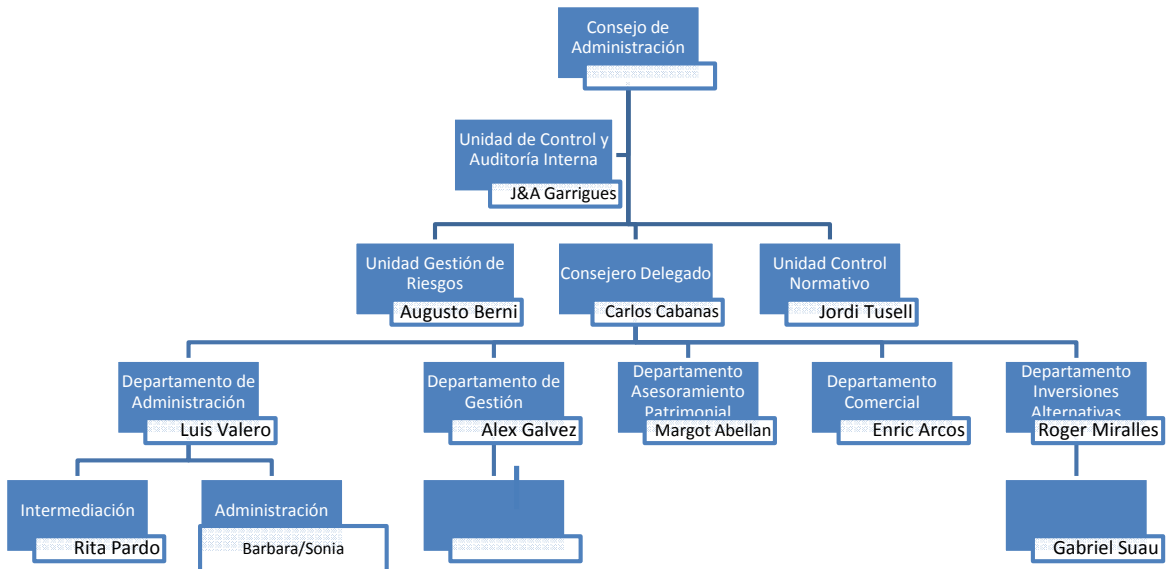 Consejo de
Administración
Unidad de Control y
Auditoría Interna
J&A Garrigues
Unidad Gestión de
Riesgos
Augusto Berni
Consejero Delegado
Carlos Cabanas
Unidad Control
Normativo
Jordi Tusell
Departamento de
Administración
Luis Valero
Departamento de
Gestión
Alex Galvez
Departamento
Asesoramiento
Patrimonial
Margot Abellan
Departamento
Comercial
Enric Arcos
Departamento
Inversiones
Alternativas
Roger Miralles
Intermediación
Rita Pardo
Administración
Barbara/Sonia
Gabriel Suau